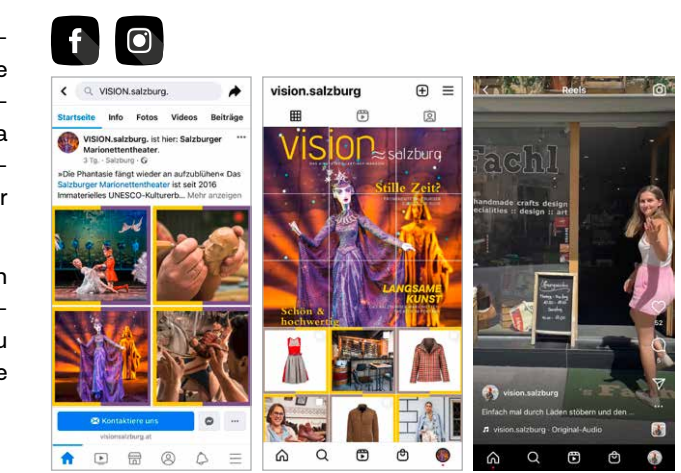 e
a
r
n
u
e
f
VISION.salzburg.
Startseite Info Fotos Videos Beiträge
VISION.salzburg. ist hier: Salzburger
Marionettentheater.
3 Tg. · Salzburg ·
»Die Phantasie fängt wieder an aufzublühen« Das
Salzburger Marionettentheater ist seit 2016
Immaterielles UNESCO-Kulturerb... Mehr anzeigen
Kontaktiere uns
visionsalzburg.at
vision.salzburg
VISION salzburg
Stille Zeit?
LANGSAME
KUNST
Schön &
hochwertig
Reels
Fachl
handmade crafts design
specialities :: design :: art
52
vision.salzburg
Einfach mal durch Läden stöbern und den ...
vision.salzburg · Original-Audio